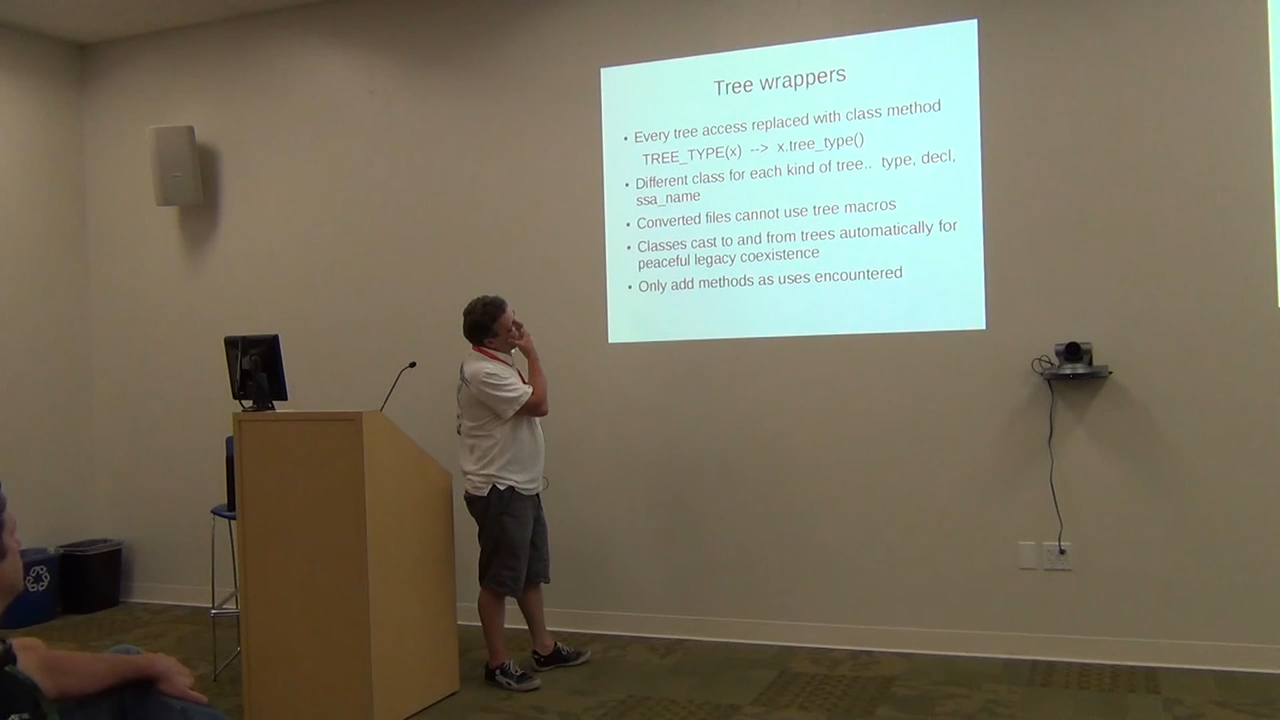 Tree wrappers
• Every tree access replaced with class method
TREE_TYPE(x) --> x.tree_type()
• Different class for each kind of tree.. type, decl,
ssa_name
• Converted files cannot use tree macros
• Classes cast to and from trees automatically for
peaceful legacy coexistence
• Only add methods as uses encountered